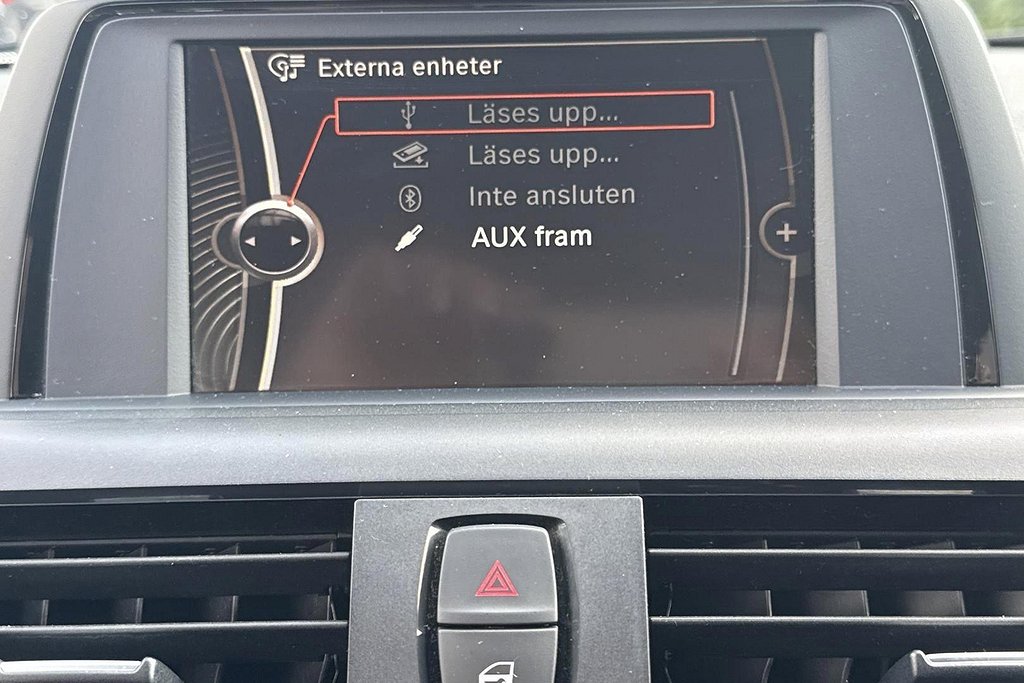 Externa enheter
Läses upp...
Läses upp...
Inte ansluten
AUX fram